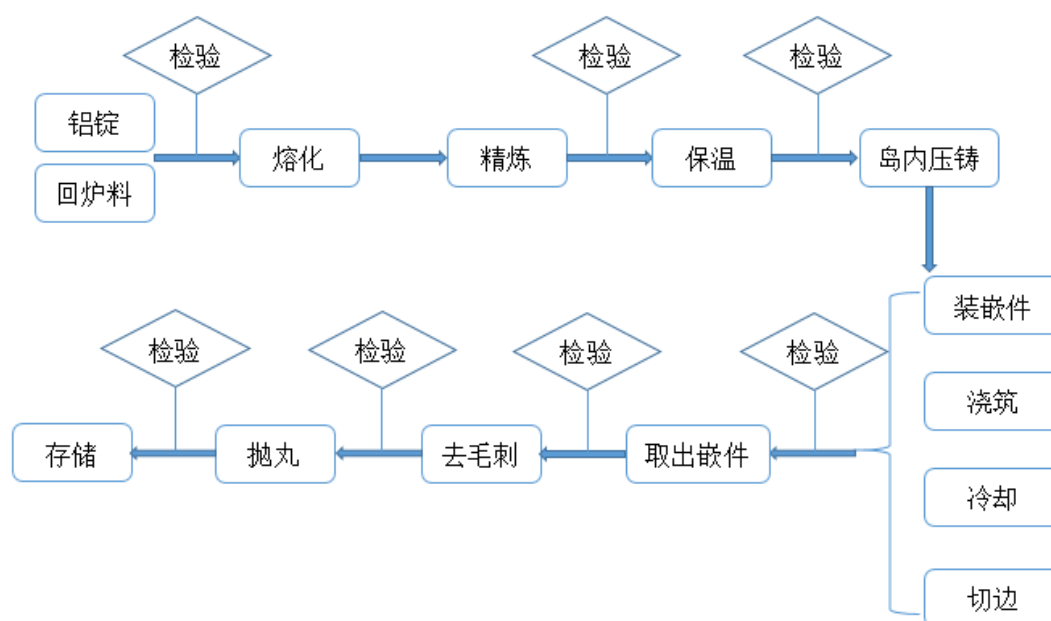 检验
检验
检验
铝锭
回炉料
熔化
精炼
保温
岛内压铸
装嵌件
浇筑
冷却
切边
检验
检验
检验
检验
存储
抛丸
去毛刺
取出嵌件